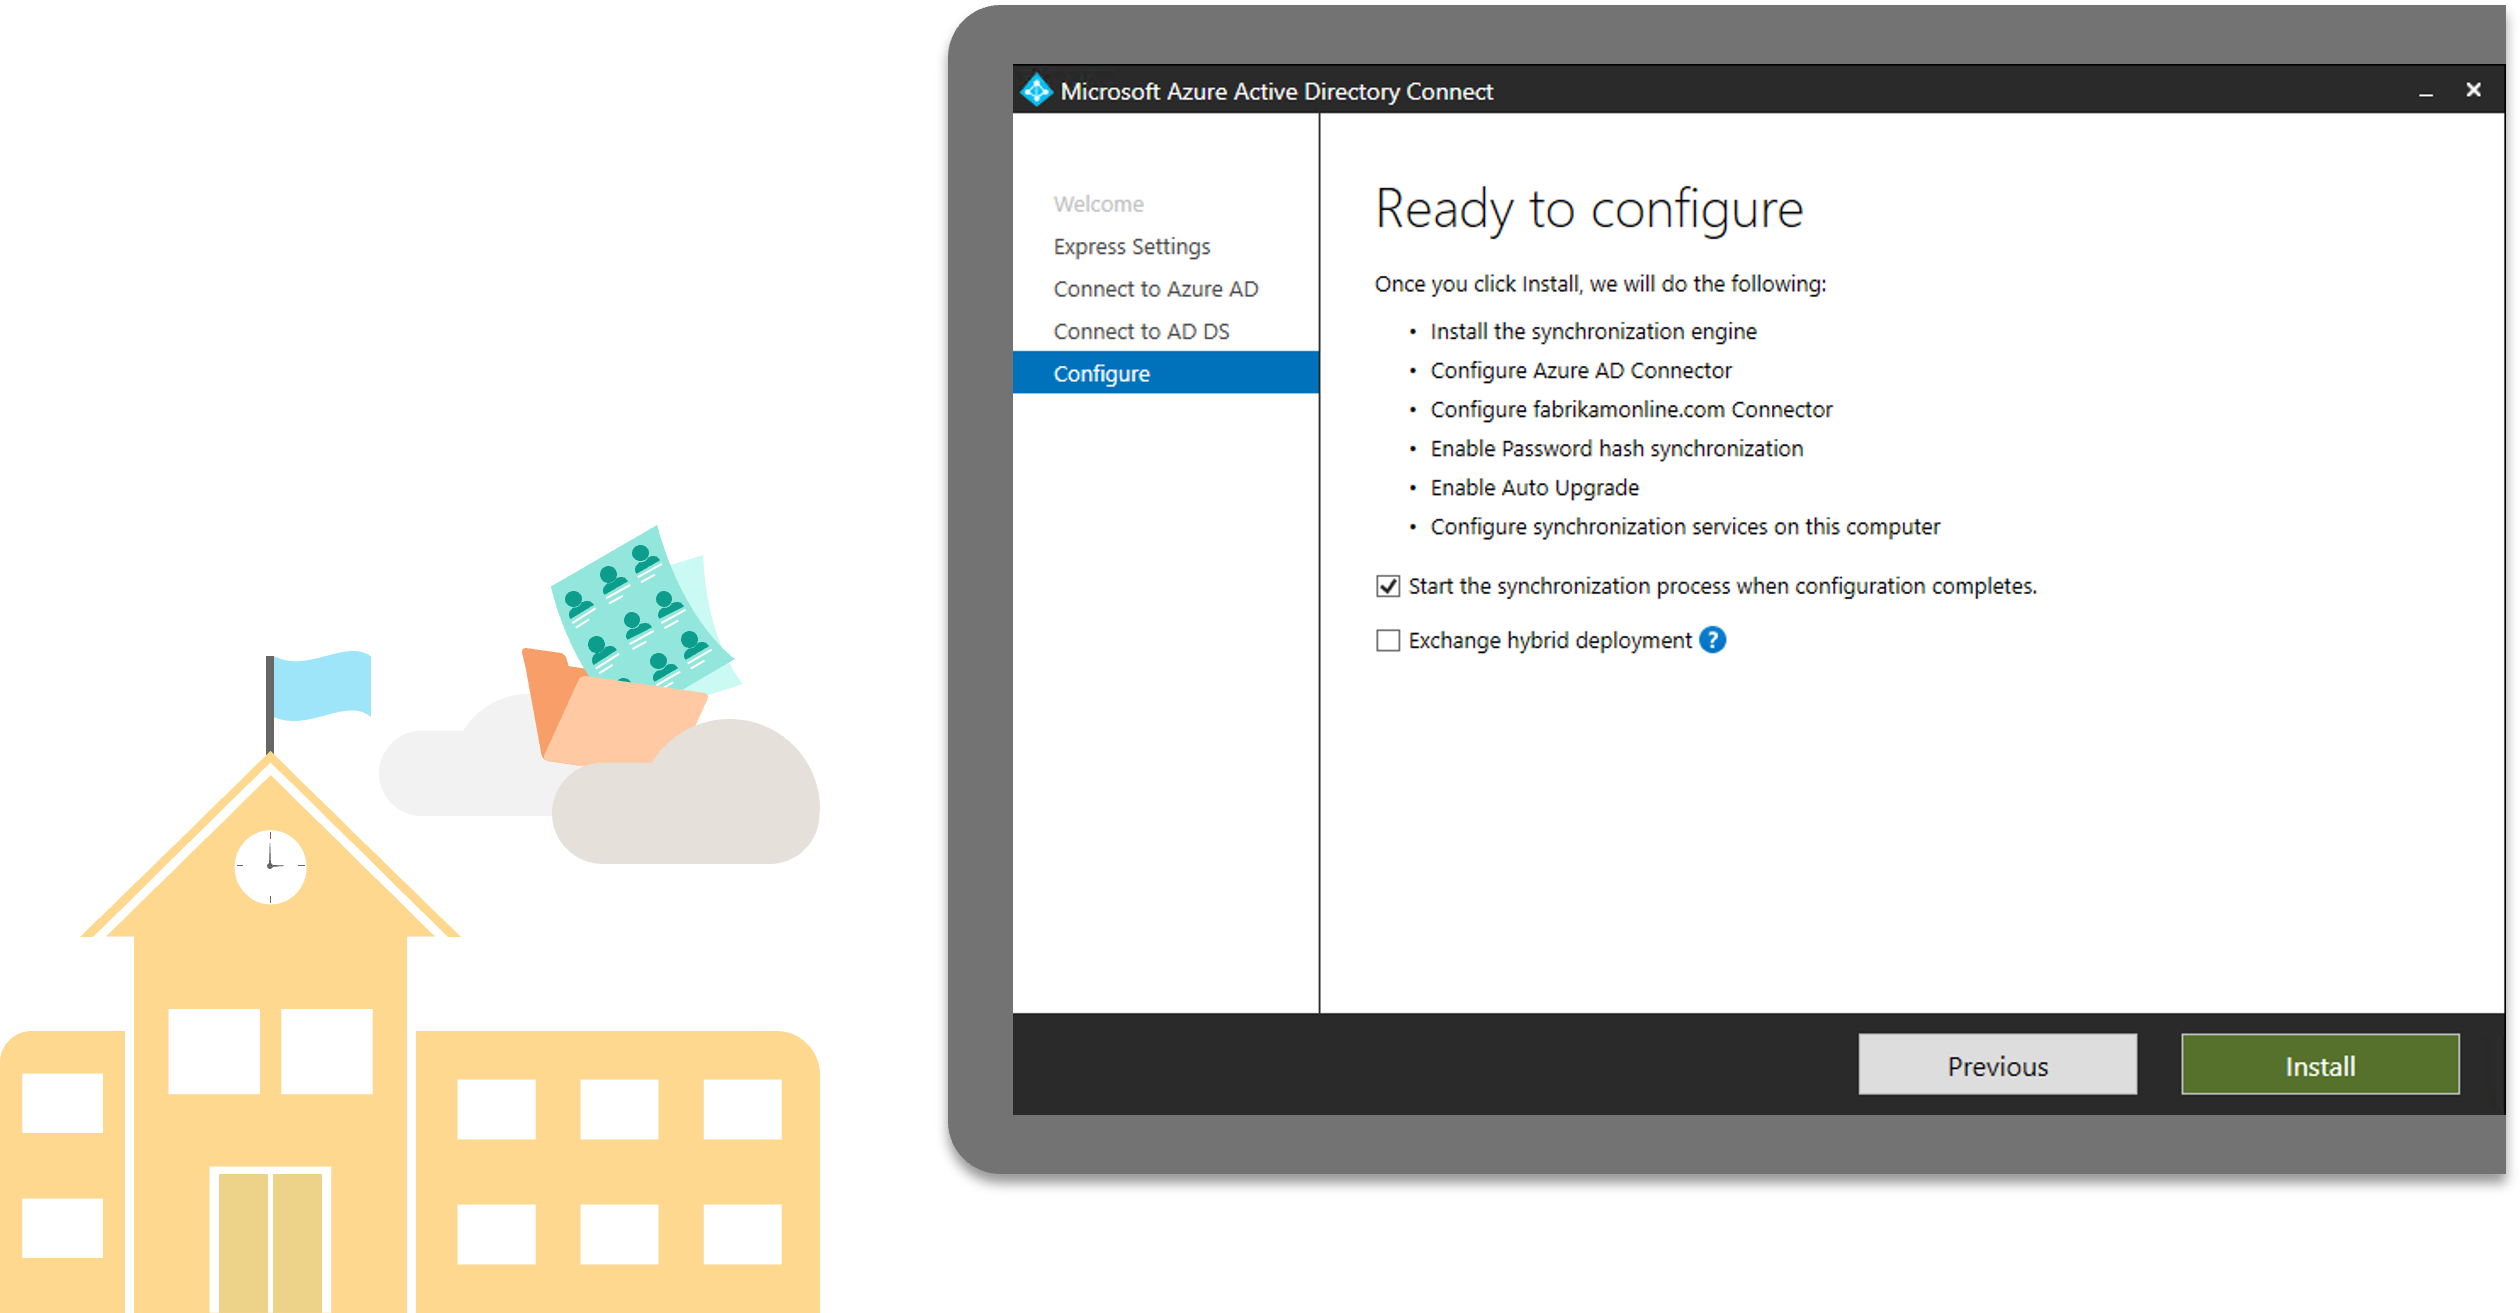 Microsoft Azure Active Directory Connect
Welcome
Express Settings
Connect to Azure AD
Connect to AD DS
Configure
Ready to configure
Once you click Install, we will do the following:
• Install the synchronization engine
• Configure Azure AD Connector
• Configure fabrikamonline.com Connector
• Enable Password hash synchronization
• Enable Auto Upgrade
• Configure synchronization services on this computer
Start the synchronization process when configuration completes.
Exchange hybrid deployment ?
Previous
Install